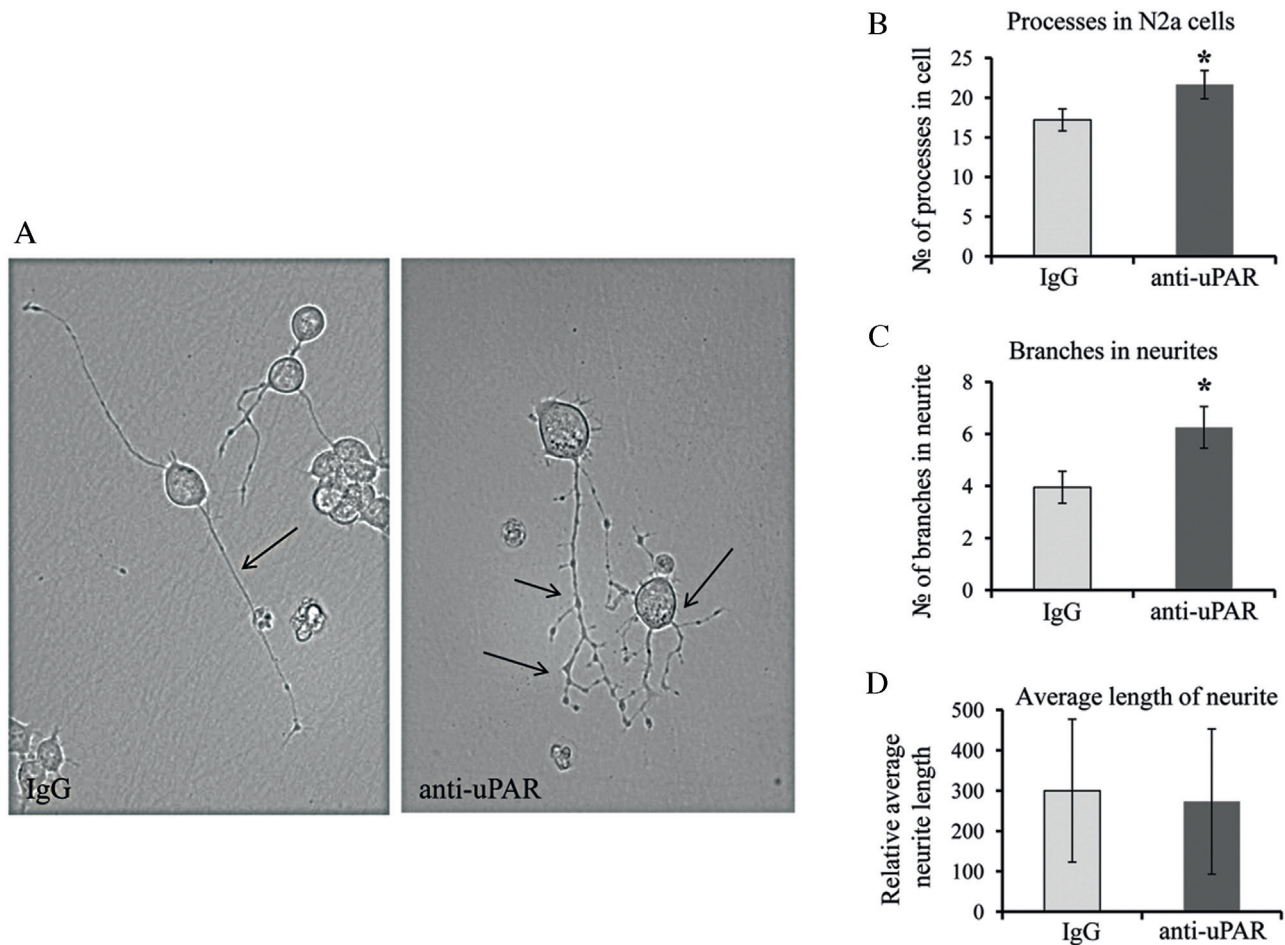 A
IgG
anti-uPAR
B
Processes in N2a cells
№ of processes in cell
25
*
20
15
10
5
0
IgG anti-uPAR
C
Branches in neurites
№ of branches in neurite
8
*
6
4
2
0
IgG anti-uPAR
D
Average length of neurite
Relative average
neurite length
500
400
300
200
100
0
IgG anti-uPAR